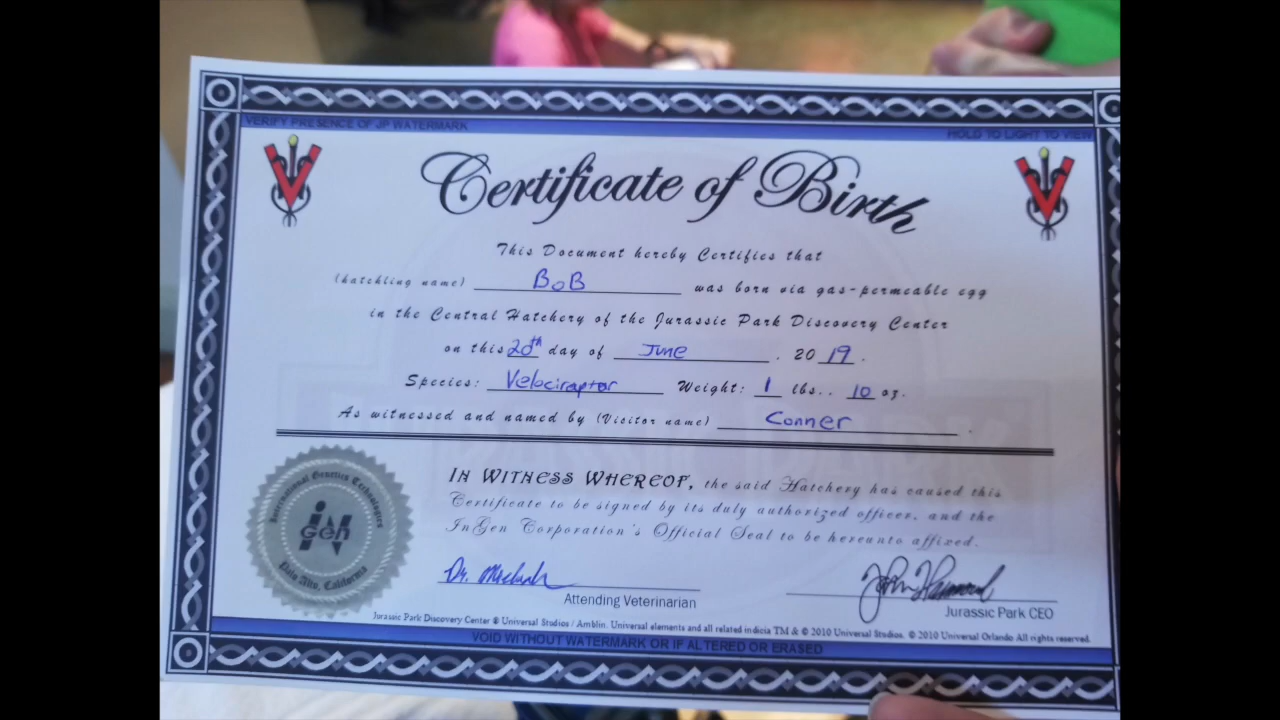 VERIFY PRESENCE OF JP WATERMARK
HOLD TO LIGHT TO VIEW
Certificate of Birth
This Document hereby Certifies that
(hatchling name) BoB was born via gas-permeable egg
in the Central Hatchery of the Jurassic Park Discovery Center
on this 20th day of June . 20 19 .
Species: Velociraptor Weight: 1 lbs.. 10 oz.
As witnessed and named by (Visitor name) Conner .
IN WITNESS WHEREOF, the said Hatchery has caused this
Certificate to be signed by its duly authorized officer, and the
InGen Corporation's Official Seal to be hereunto affixed.
International Genetics Technologies
InGen
Palo Alto, California
Dr.
John Hammond
Attending Veterinarian
Jurassic Park CEO
Jurassic Park Discovery Center ® Universal Studios / Amblin. Universal elements and all related indicia TM & © 2010 Universal Studios. © 2010 Universal Orlando All rights reserved.
VOID WITHOUT WATERMARK OR IF ALTERED OR ERASED